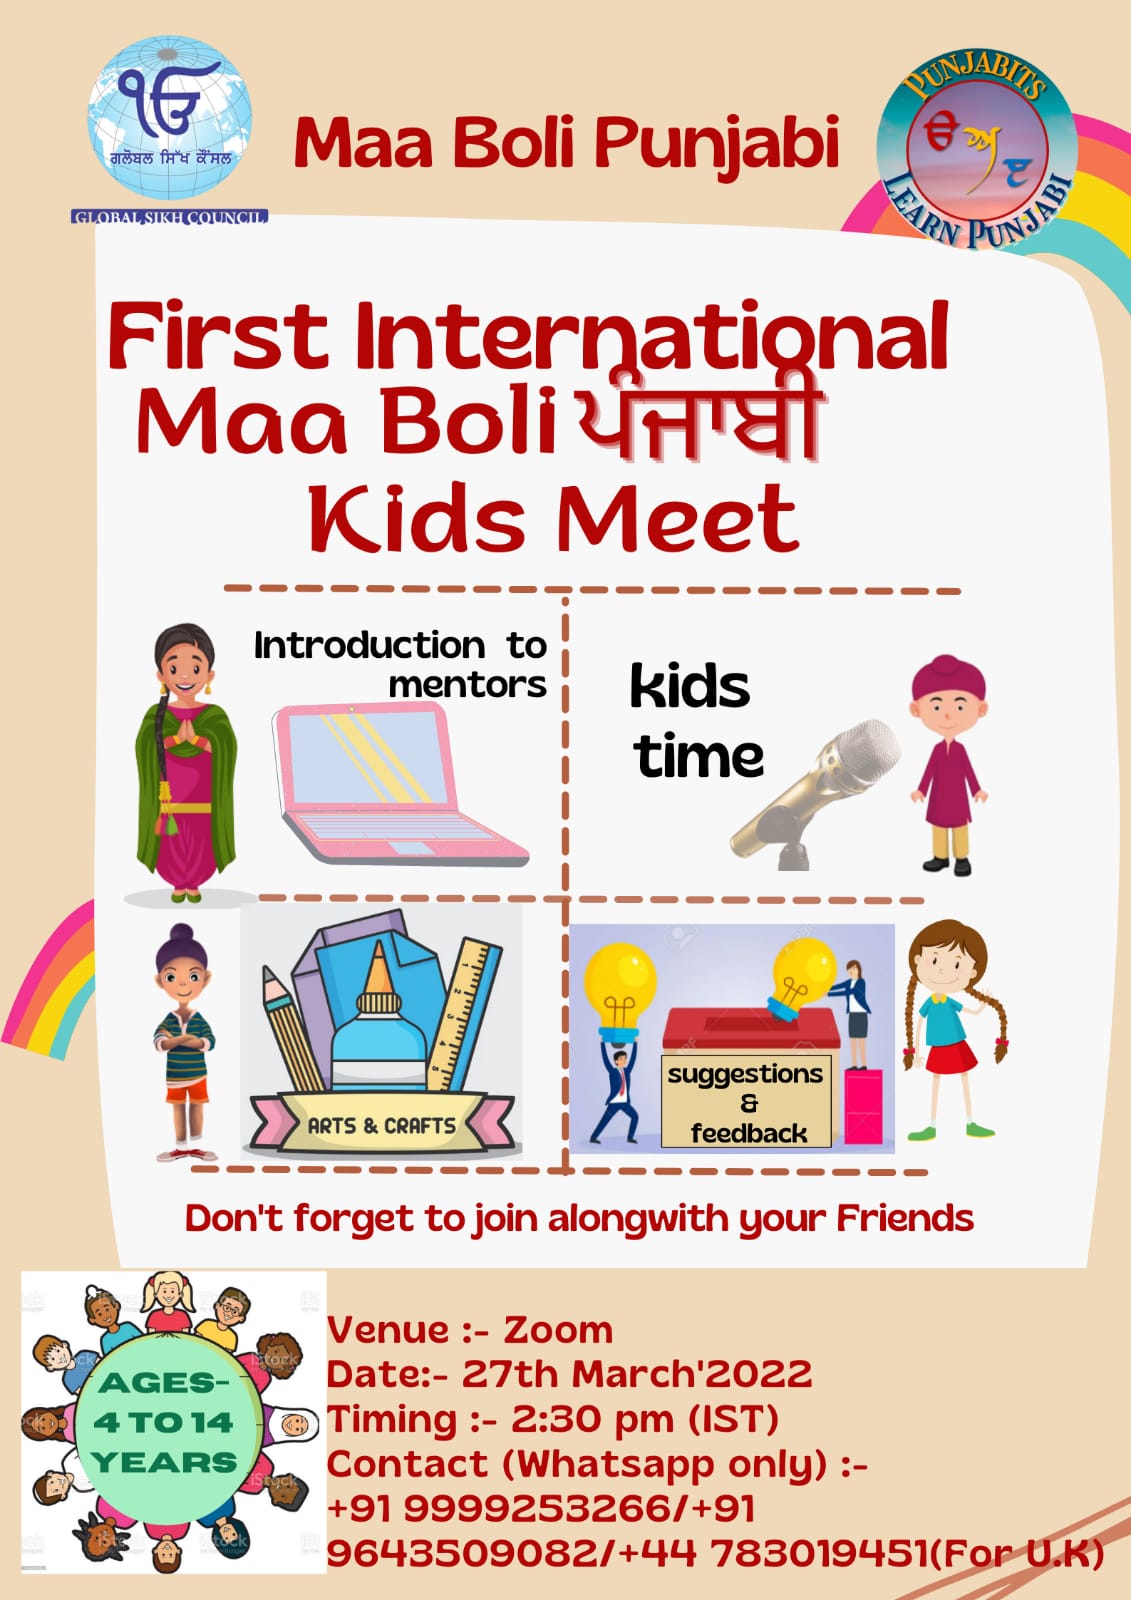 ੴ
ਗਲੋਬਲ ਸਿੱਖ ਕੌਂਸਲ
GLOBAL SIKH COUNCIL
Maa Boli Punjabi
PUNJABITS
ੳ ਅ ੲ
LEARN PUNJABI
First International
Maa Boli ਪੰਜਾਬੀ
Kids Meet
Introduction to
mentors
kids
time
ARTS & CRAFTS
suggestions
&
feedback
Don't forget to join alongwith your Friends
AGES-
4 TO 14
YEARS
iStock
Venue :- Zoom
Date:- 27th March'2022
Timing :- 2:30 pm (IST)
Contact (Whatsapp only) :-
+91 9999253266/+91
9643509082/+44 783019451(For U.K)